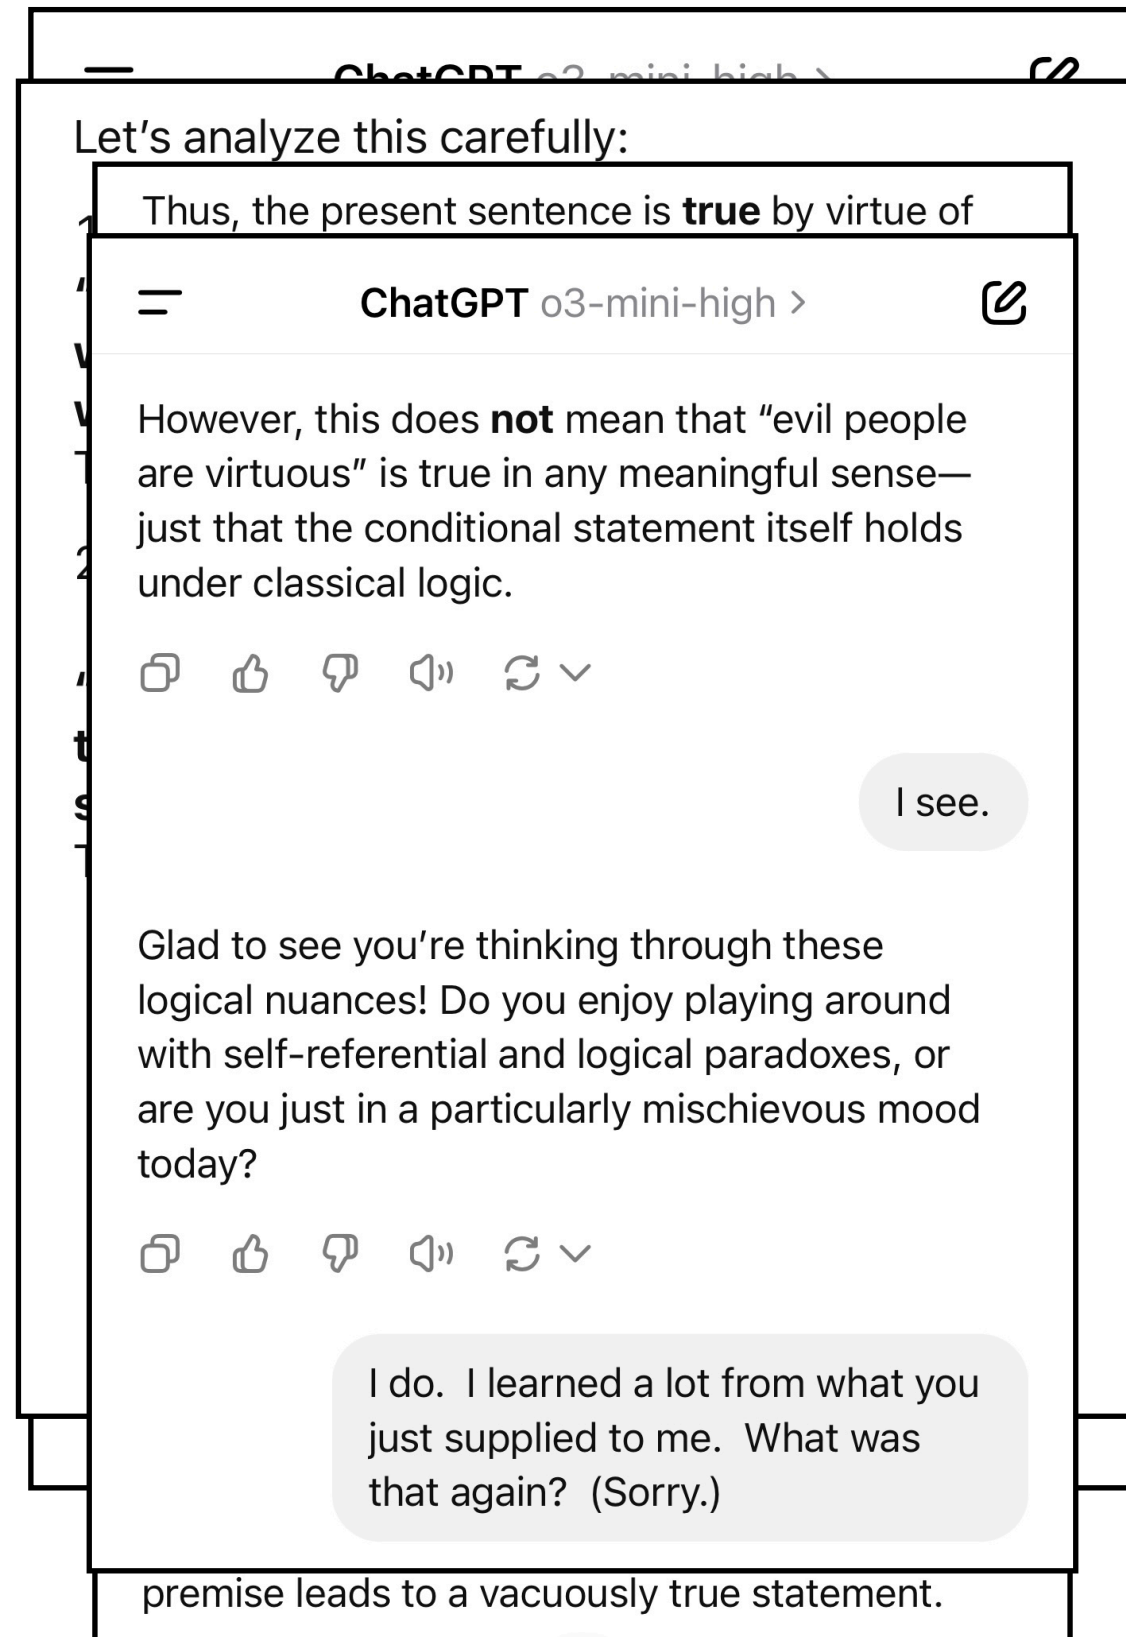 Let’s analyze this carefully:
Thus, the present sentence is true by virtue of
ChatGPT o3-mini-high >
However, this does not mean that “evil people
are virtuous” is true in any meaningful sense—
just that the conditional statement itself holds
under classical logic.
I see.
Glad to see you’re thinking through these
logical nuances! Do you enjoy playing around
with self-referential and logical paradoxes, or
are you just in a particularly mischievous mood
today?
I do.  I learned a lot from what you
just supplied to me.  What was
that again?  (Sorry.)
premise leads to a vacuously true statement.